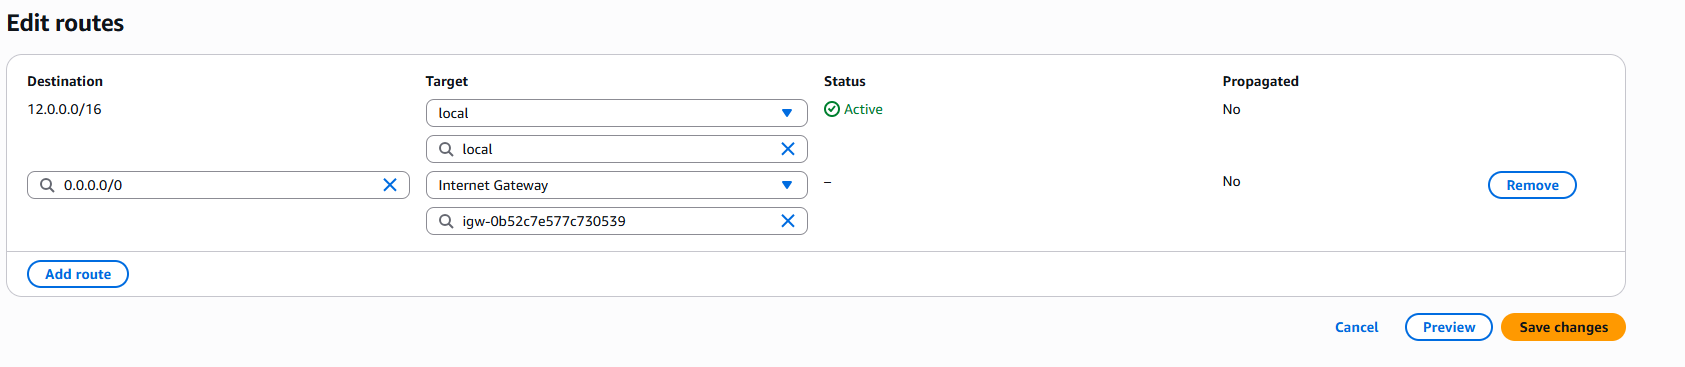 Edit routes
Destination Target Status Propagated
12.0.0.0/16 local Active No
local
0.0.0.0/0 Internet Gateway – No Remove
igw-0b52c7e577c730539
Add route
Cancel Preview Save changes